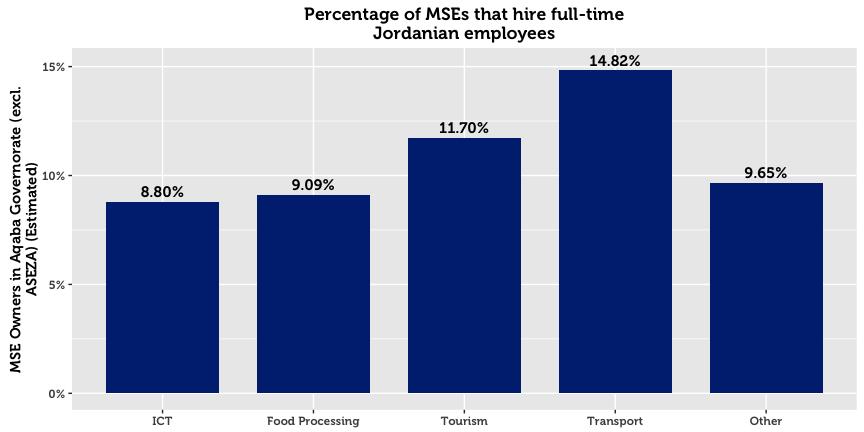 Percentage of MSEs that hire full-time
Jordanian employees
MSE Owners in Aqaba Governorate (excl.
ASEZA) (Estimated)
15%
10%
5%
0%
8.80%
9.09%
11.70%
14.82%
9.65%
ICT
Food Processing
Tourism
Transport
Other